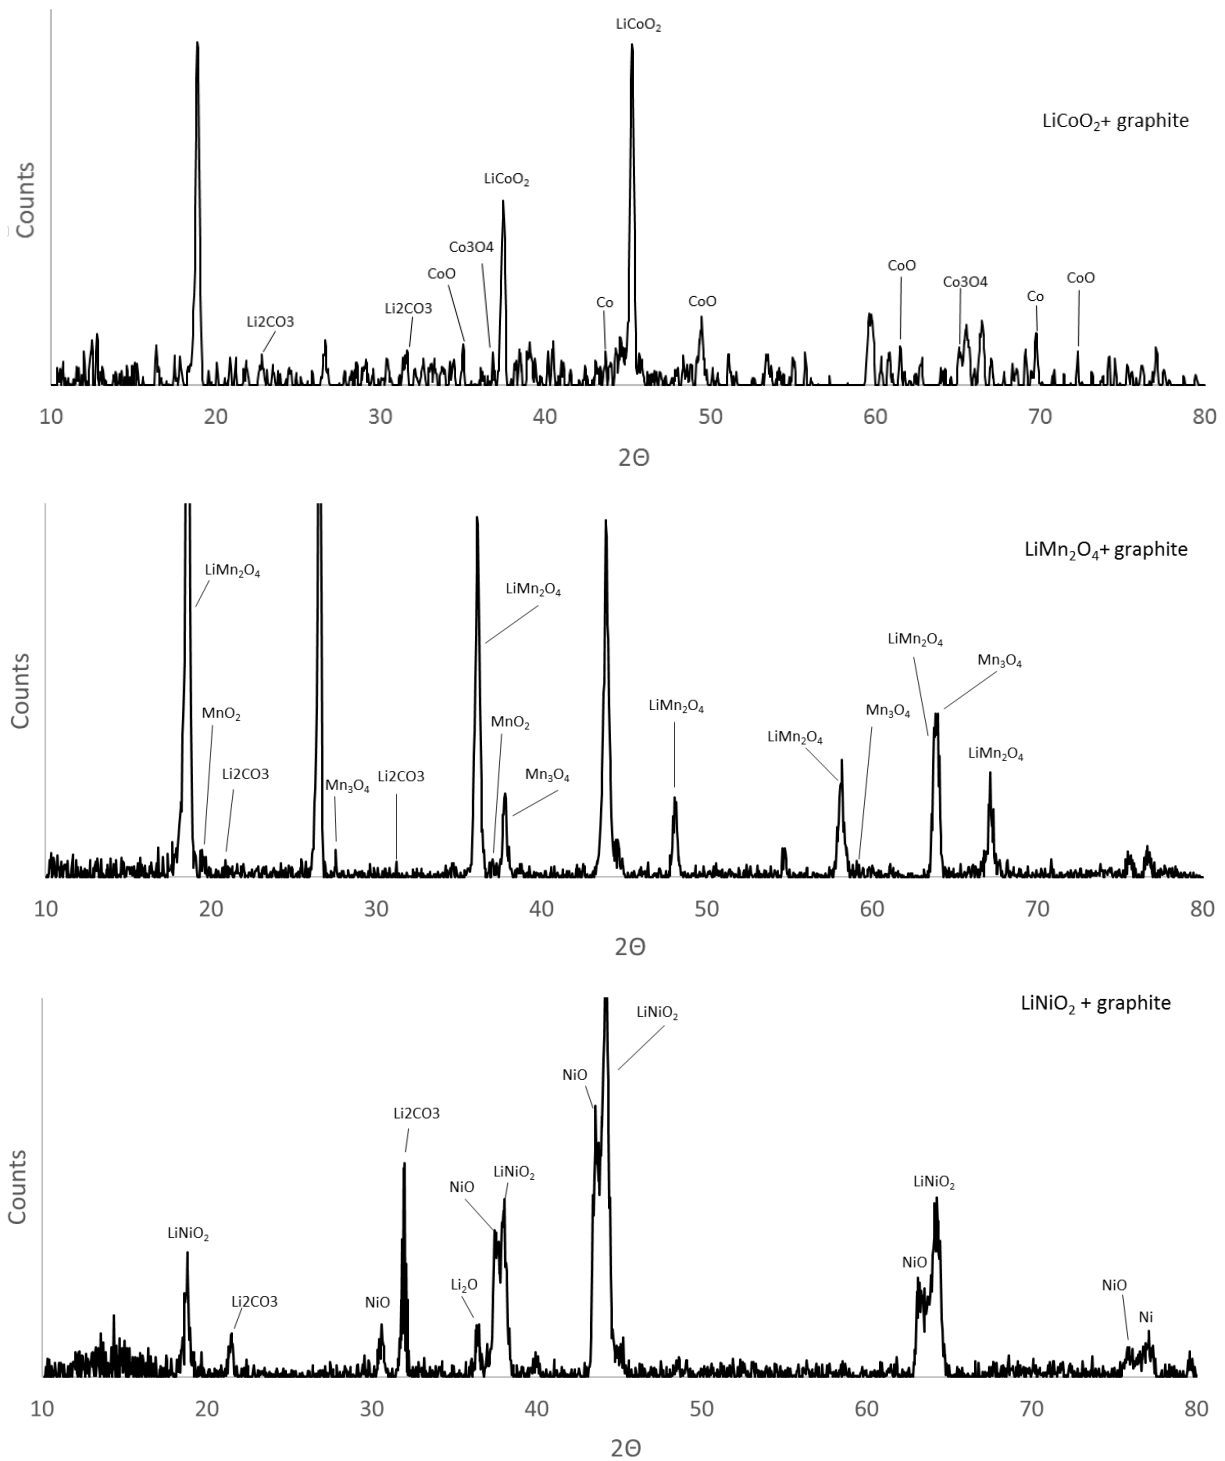 LiCoO₂
LiCoO₂+ graphite
LiCoO₂
Counts
Co3O4
CoO
CoO
Co3O4
CoO
Li2CO3
Li2CO3
Co
CoO
Co
10 20 30 40 50 60 70 80
2Θ
LiMn₂O₄+ graphite
LiMn₂O₄
LiMn₂O₄
LiMn₂O₄
Mn₃O₄
Counts
MnO₂
MnO₂
LiMn₂O₄
Mn₃O₄
LiMn₂O₄
LiMn₂O₄
Li2CO3
Mn₃O₄
Li2CO3
Mn₃O₄
10 20 30 40 50 60 70 80
2Θ
LiNiO₂ + graphite
LiNiO₂
NiO
Li2CO3
Counts
LiNiO₂
NiO
LiNiO₂
LiNiO₂
NiO
Li2CO3
NiO
Li₂O
NiO
Ni
10 20 30 40 50 60 70 80
2Θ